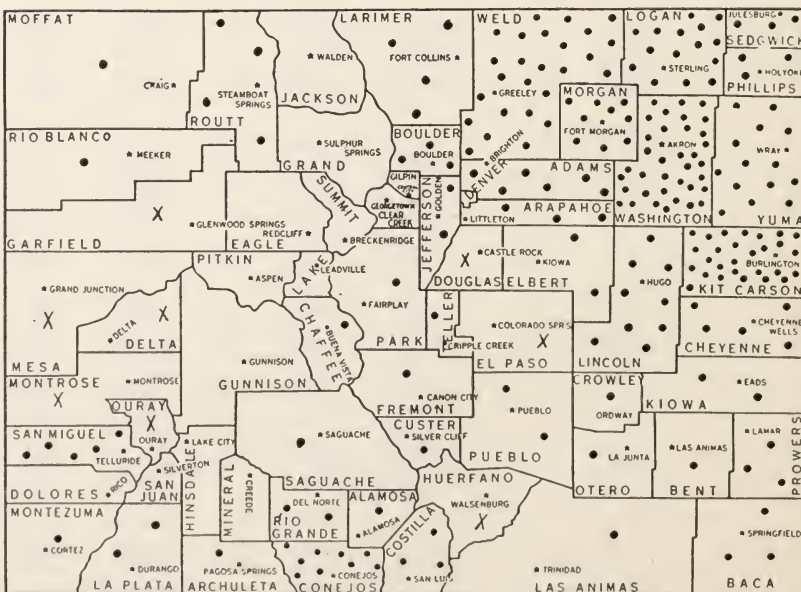 MOFFAT
LARIMER
WELD
LOGAN
JULESBURG
SEDGWICK
WALDEN
FORT COLLINS
CRAIG
STEAMBOAT SPRINGS
GREELEY
STERLING
HOLYOKE
PHILLIPS
JACKSON
MORGAN
ROUTT
RIO BLANCO
BOULDER
FORT MORGAN
AKRON
SULPHUR SPRINGS
MEEKER
BOULDER
BRIGHTON
WRAY
GRAND
GILPIN
DENVER
ADAMS
CENTRAL CITY
SUMMIT
GOLDEN
GEORGETOWN
ARAPAHOE
CLEAR CREEK
JEFFERSON
LITTLETON
WASHINGTON
YUMA
GLENWOOD SPRINGS
REDCLIFF
GARFIELD
EAGLE
BRECKENRIDGE
CASTLE ROCK
PITKIN
KIOWA
BURLINGTON
LAKE
LEADVILLE
ASPEN
DOUGLAS
ELBERT
HUGO
KIT CARSON
GRAND JUNCTION
FAIRPLAY
TELLER
CHEYENNE WELLS
DELTA
CHAFFEE
COLORADO SPRS
DELTA
BUENA VISTA
PARK
CRIPPLE CREEK
CHEYENNE
MESA
GUNNISON
EL PASO
LINCOLN
MONTROSE
MONTROSE
GUNNISON
CROWLEY
EADS
CANON CITY
OURAY
PUEBLO
KIOWA
FREMONT
ORDWAY
SAN MIGUEL
CUSTER
LAMAR
OURAY
LAKE CITY
SAGUACHE
SILVER CLIFF
PROWERS
TELLURIDE
LA JUNTA
LAS ANIMAS
SILVERTON
PUEBLO
RICO
SAN JUAN
HINSDALE
MINERAL
CREEDE
SAGUACHE
HUERFANO
DOLORES
OTERO
BENT
DEL NORTE
ALAMOSA
MONTEZUMA
WALSENBURG
RIO GRANDE
COSTILLA
ALAMOSA
SPRINGFIELD
CORTEZ
DURANGO
PAGOSA SPRINGS
CONEJOS
SAN LUIS
TRINIDAD
LA PLATA
ARCHULETA
CONEJOS
LAS ANIMAS
BACA